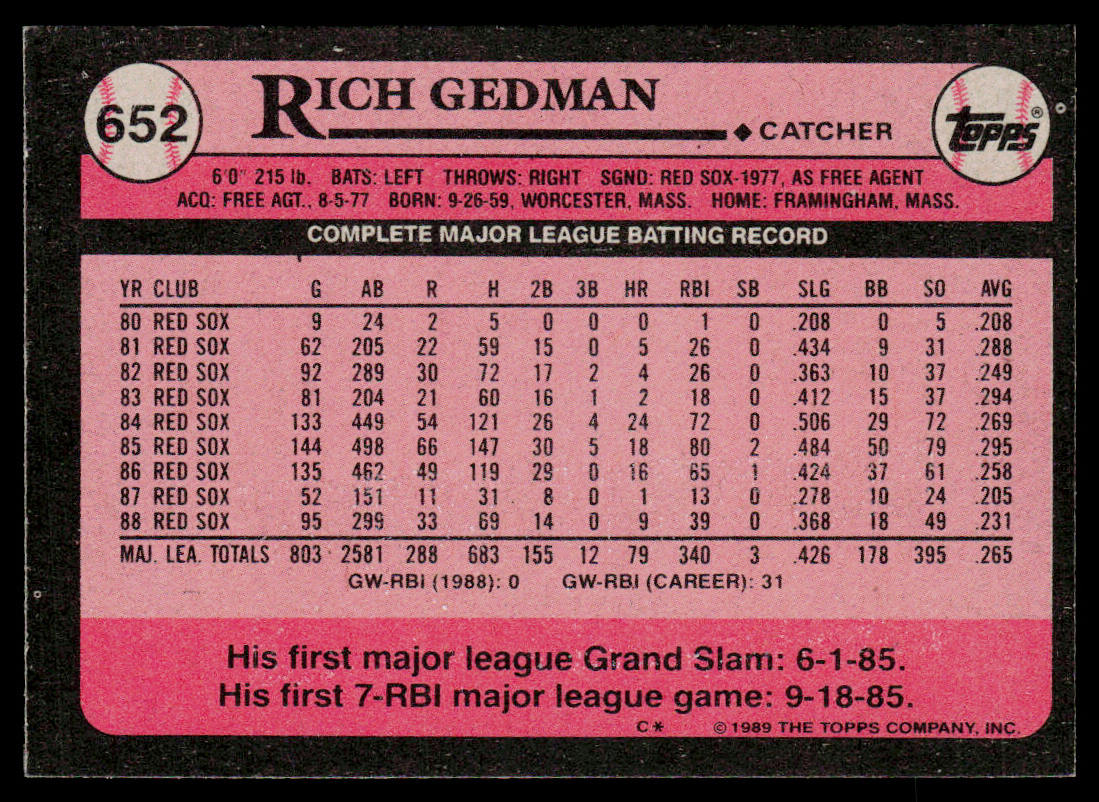 652 RICH GEDMAN
◆ CATCHER topps®
6'0" 215 lb. BATS: LEFT THROWS: RIGHT SGND: RED SOX-1977, AS FREE AGENT
ACQ: FREE AGT., 8-5-77 BORN: 9-26-59, WORCESTER, MASS. HOME: FRAMINGHAM, MASS.
COMPLETE MAJOR LEAGUE BATTING RECORD
YR CLUB G AB R H 2B 3B HR RBI SB SLG BB SO AVG
80 RED SOX 9 24 2 5 0 0 0 1 0 .208 0 5 .208
81 RED SOX 62 205 22 59 15 0 5 26 0 .434 9 31 .288
82 RED SOX 92 289 30 72 17 2 4 26 0 .363 10 37 .249
83 RED SOX 81 204 21 60 16 1 2 18 0 .412 15 37 .294
84 RED SOX 133 449 54 121 26 4 24 72 0 .506 29 72 .269
85 RED SOX 144 498 66 147 30 5 18 80 2 .484 50 79 .295
86 RED SOX 135 462 49 119 29 0 16 65 1 .424 37 61 .258
87 RED SOX 52 151 11 31 8 0 1 13 0 .278 10 24 .205
88 RED SOX 95 299 33 69 14 0 9 39 0 .368 18 49 .231
MAJ. LEA. TOTALS 803 2581 288 683 155 12 79 340 3 .426 178 395 .265
GW-RBI (1988): 0 GW-RBI (CAREER): 31
His first major league Grand Slam: 6-1-85.
His first 7-RBI major league game: 9-18-85.
C* © 1989 THE TOPPS COMPANY, INC.